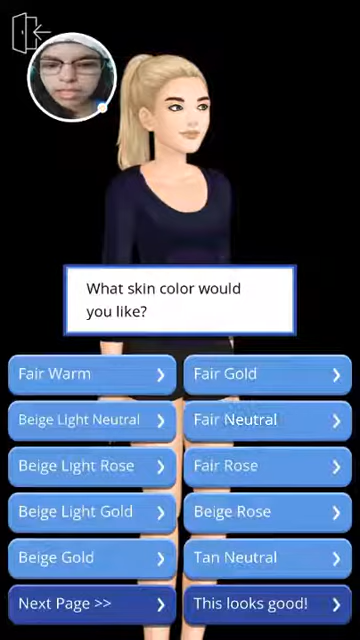 What skin color would
you like?
Fair Warm
Fair Gold
Beige Light Neutral
Fair Neutral
Beige Light Rose
Fair Rose
Beige Light Gold
Beige Rose
Beige Gold
Tan Neutral
Next Page >>
This looks good!